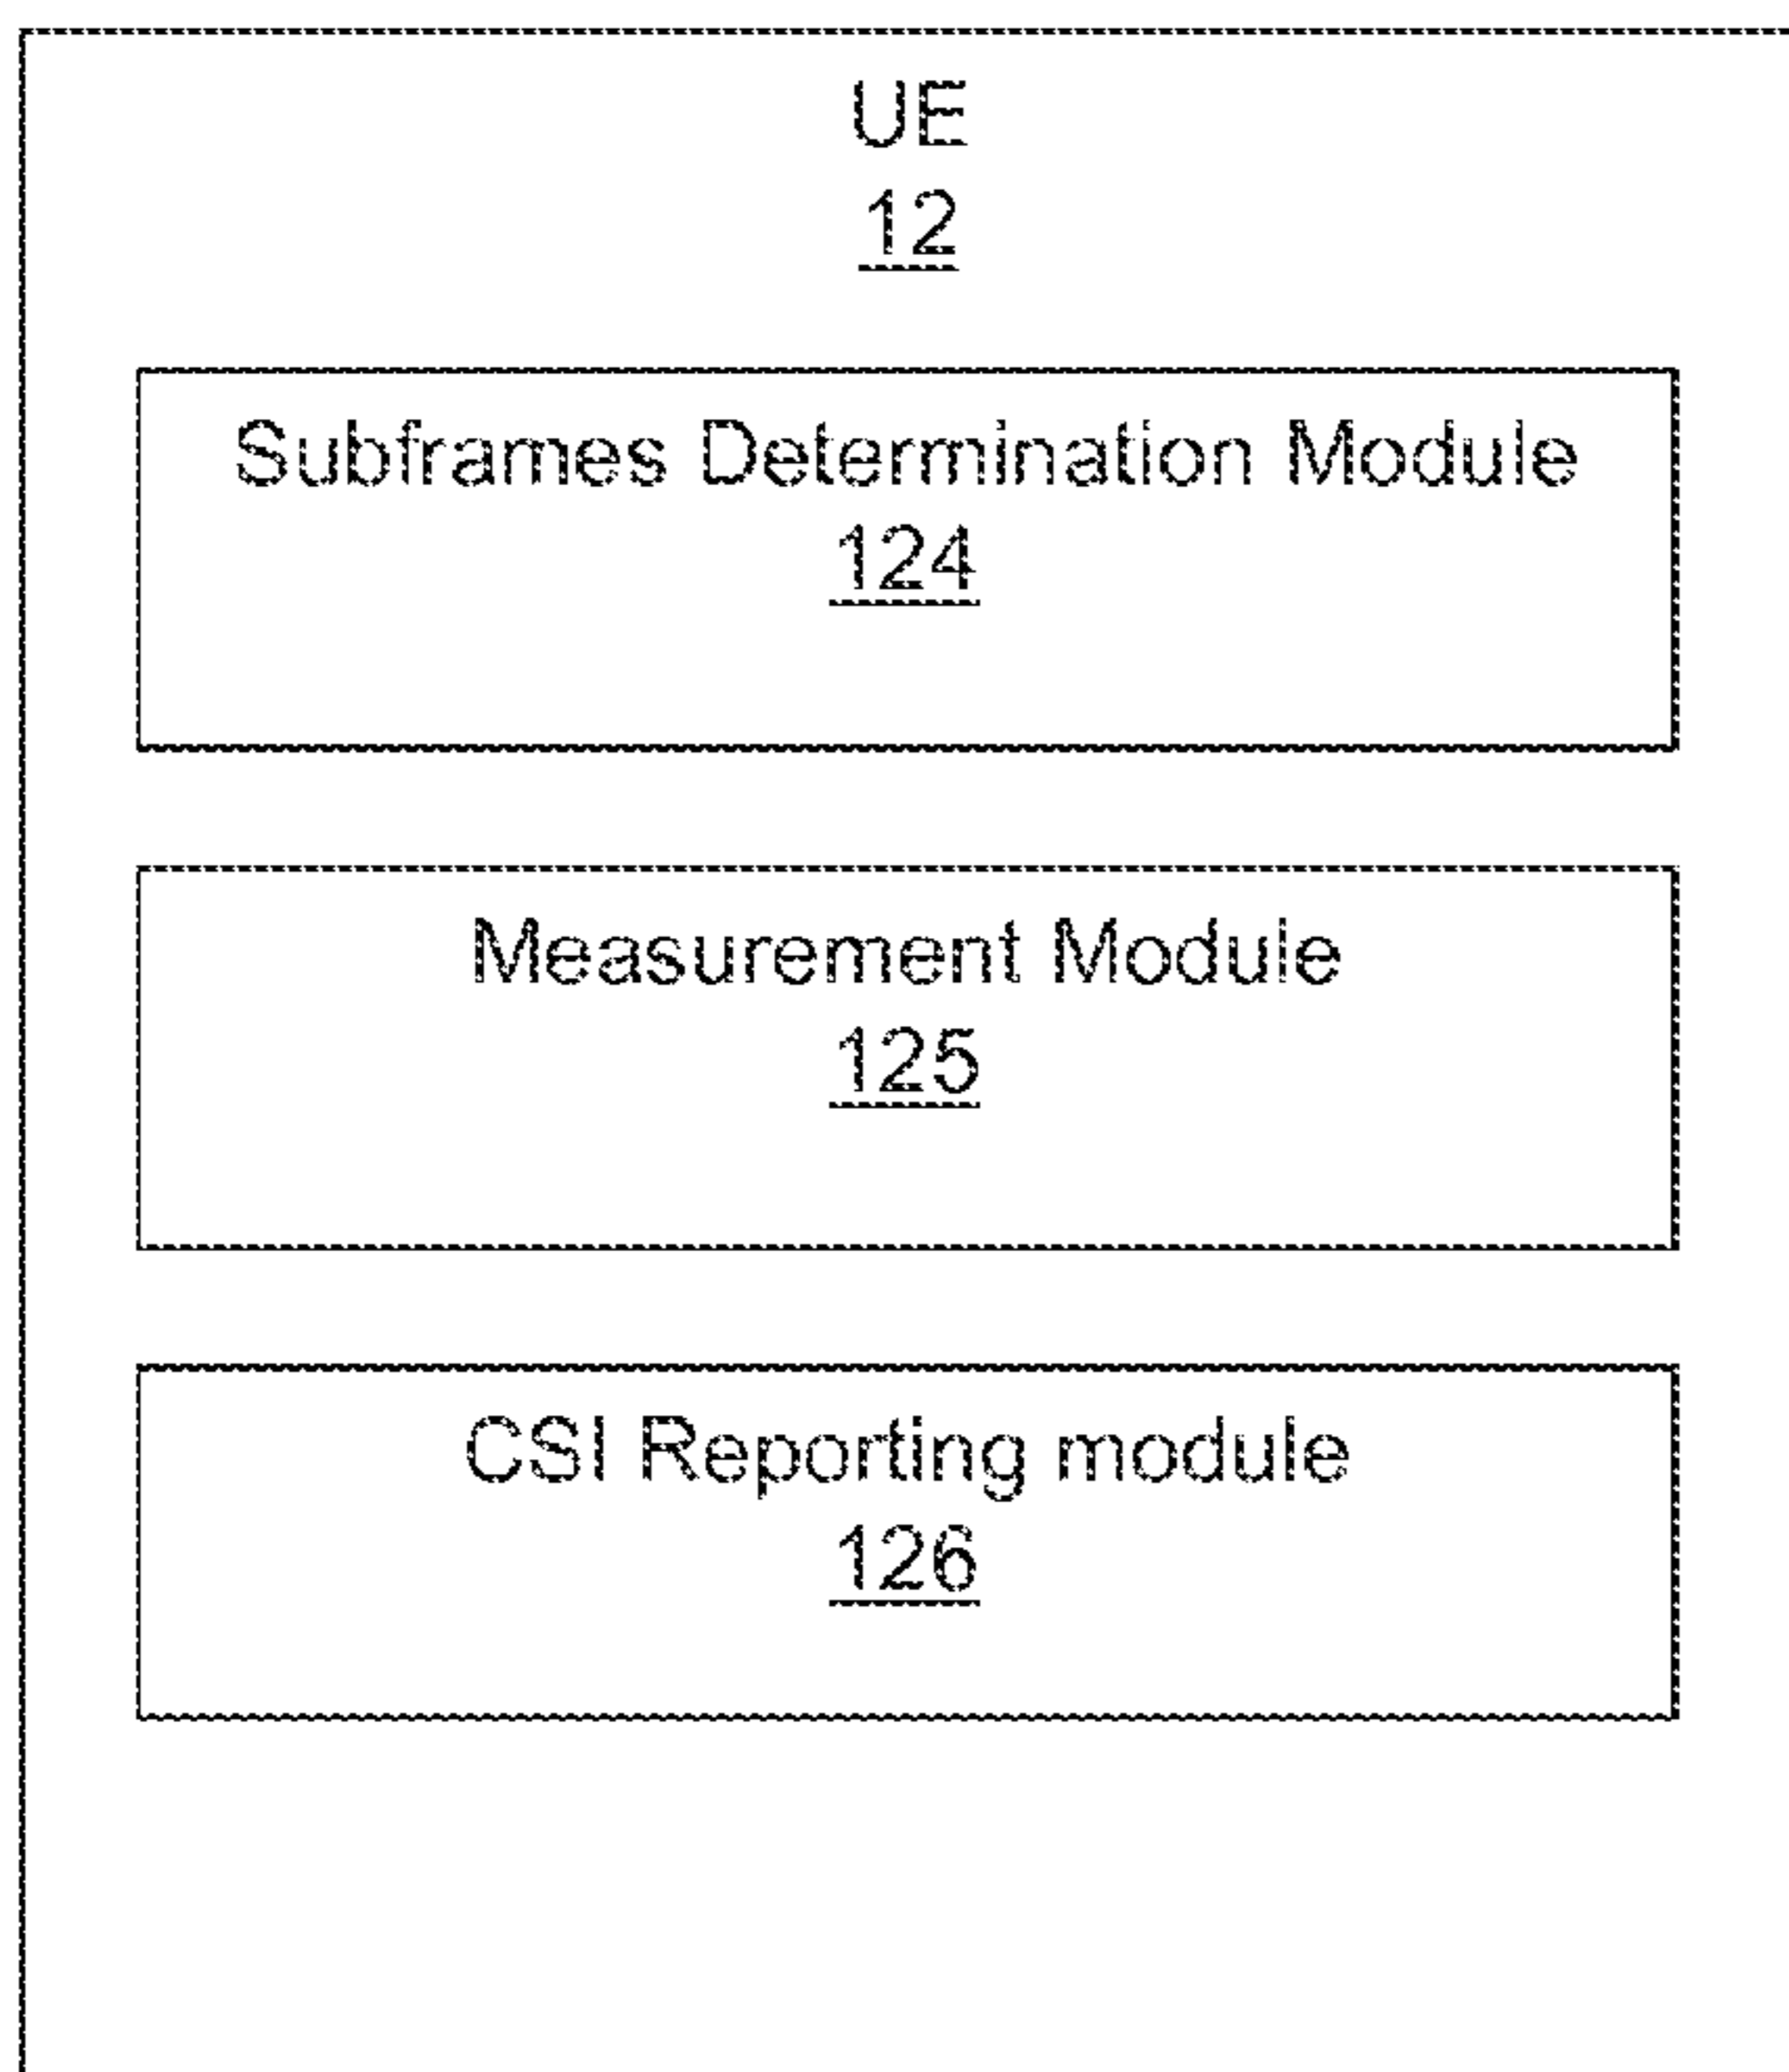 UE
12
Subframes Determination Module
124
Measurement Module
125
CSI Reporting module
126